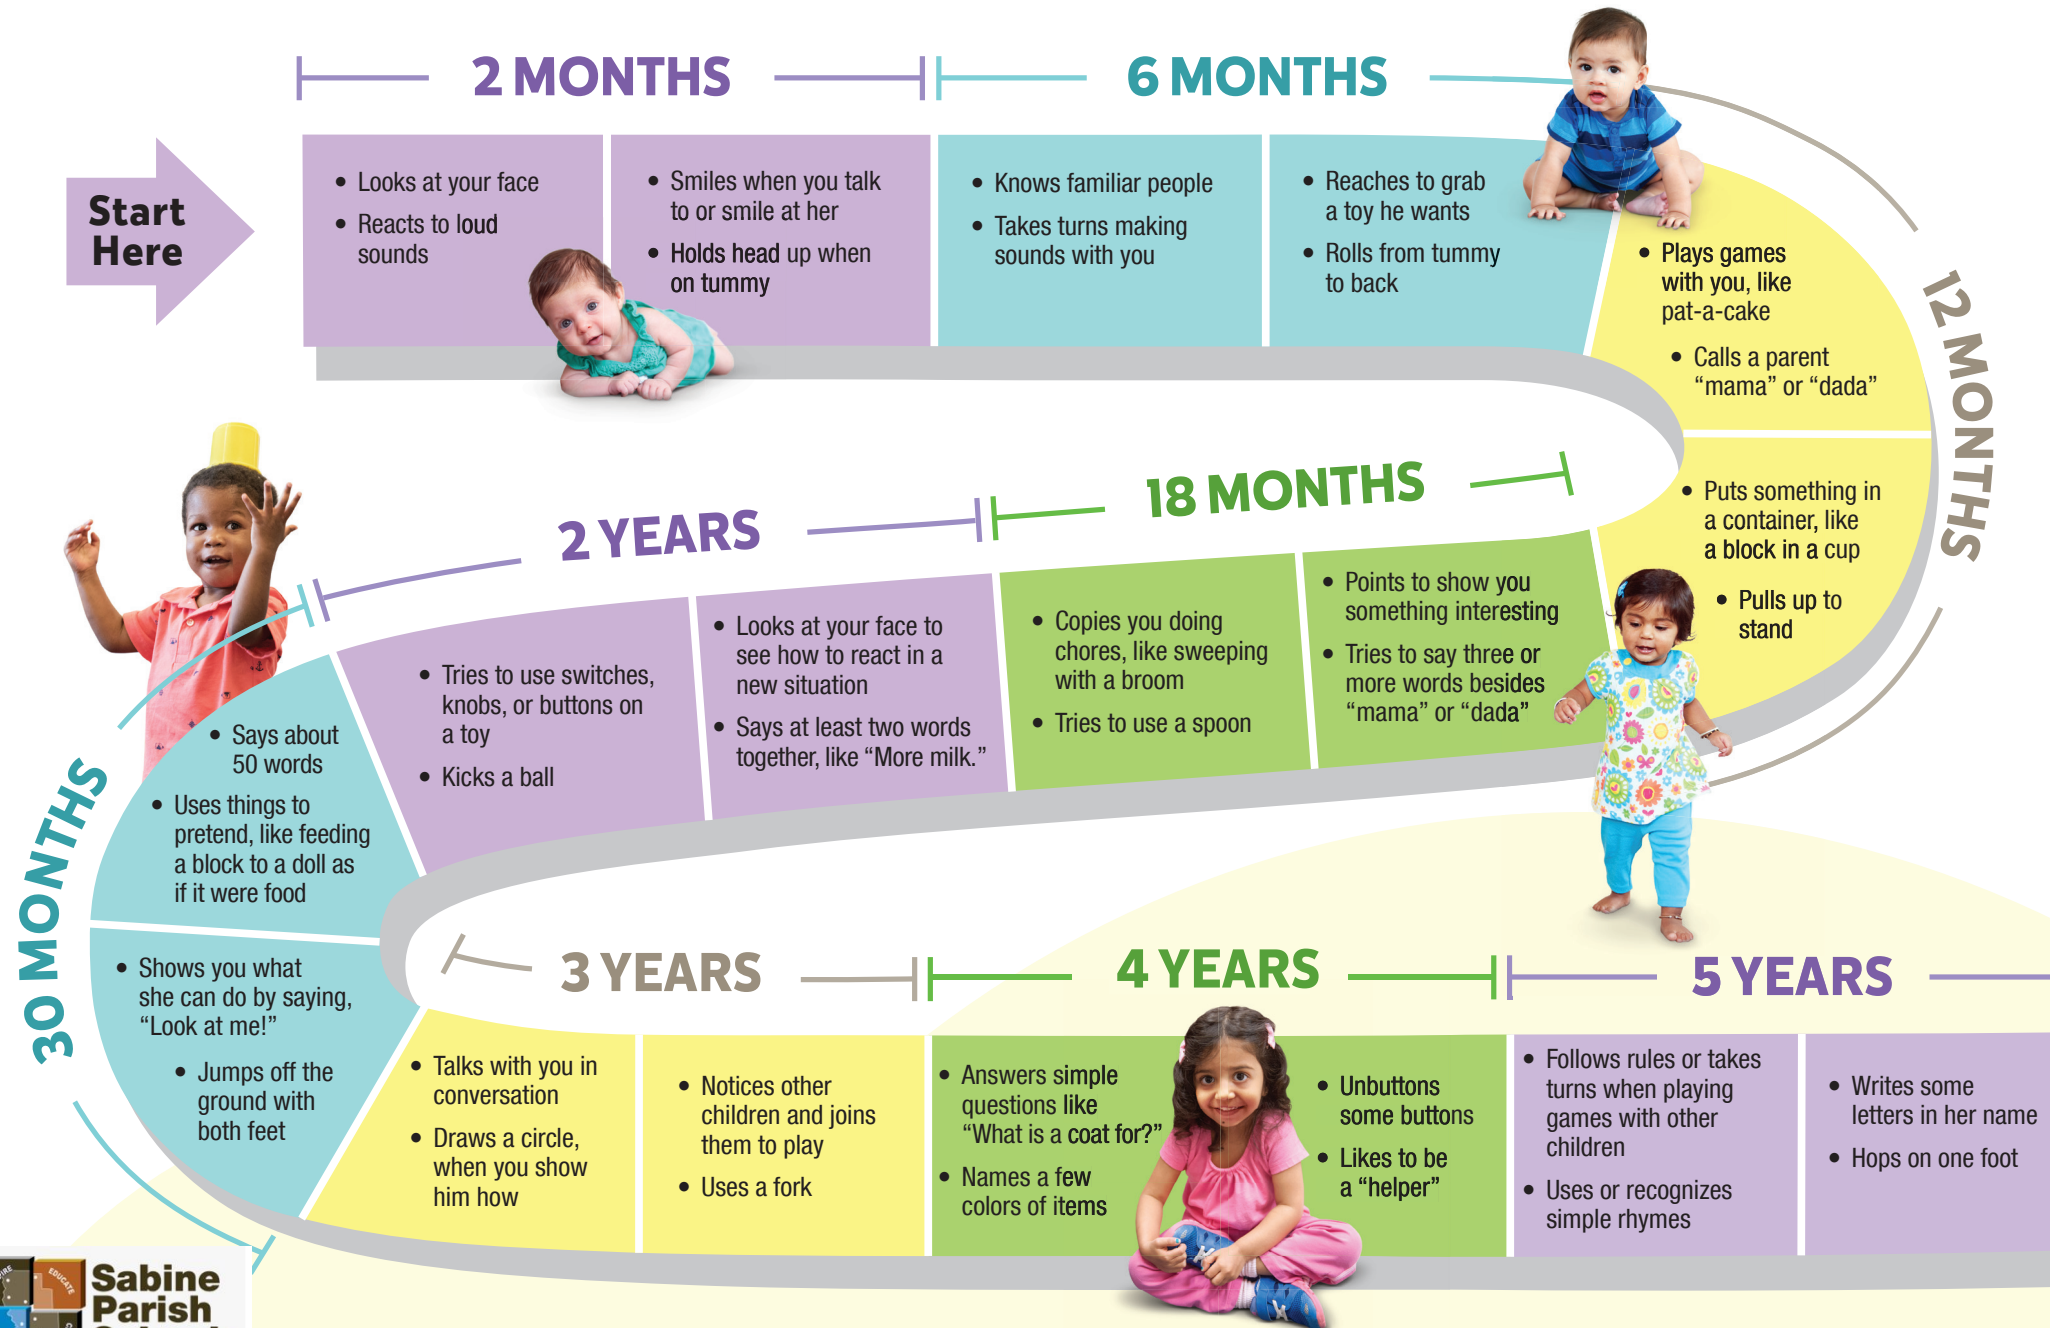 2 MONTHS
6 MONTHS
Start
Here
• Looks at your face
• Reacts to loud
sounds
• Smiles when you talk
to or smile at her
• Holds head up when
on tummy
• Knows familiar people
• Takes turns making
sounds with you
• Reaches to grab
a toy he wants
• Rolls from tummy
to back
12 MONTHS
• Plays games
with you, like
pat-a-cake
• Calls a parent
“mama” or “dada”
• Puts something in
a container, like
a block in a cup
• Pulls up to
stand
18 MONTHS
• Points to show you
something interesting
• Tries to say three or
more words besides
“mama” or “dada”
• Copies you doing
chores, like sweeping
with a broom
• Tries to use a spoon
2 YEARS
• Looks at your face to
see how to react in a
new situation
• Says at least two words
together, like “More milk.”
• Tries to use switches,
knobs, or buttons on
a toy
• Kicks a ball
30 MONTHS
• Says about
50 words
• Uses things to
pretend, like feeding
a block to a doll as
if it were food
• Shows you what
she can do by saying,
“Look at me!”
• Jumps off the
ground with
both feet
3 YEARS
• Talks with you in
conversation
• Draws a circle,
when you show
him how
• Notices other
children and joins
them to play
• Uses a fork
4 YEARS
• Answers simple
questions like
“What is a coat for?”
• Names a few
colors of items
• Unbuttons
some buttons
• Likes to be
a “helper”
5 YEARS
• Follows rules or takes
turns when playing
games with other
children
• Uses or recognizes
simple rhymes
• Writes some
letters in her name
• Hops on one foot
EDUCATE
Sabine
Parish